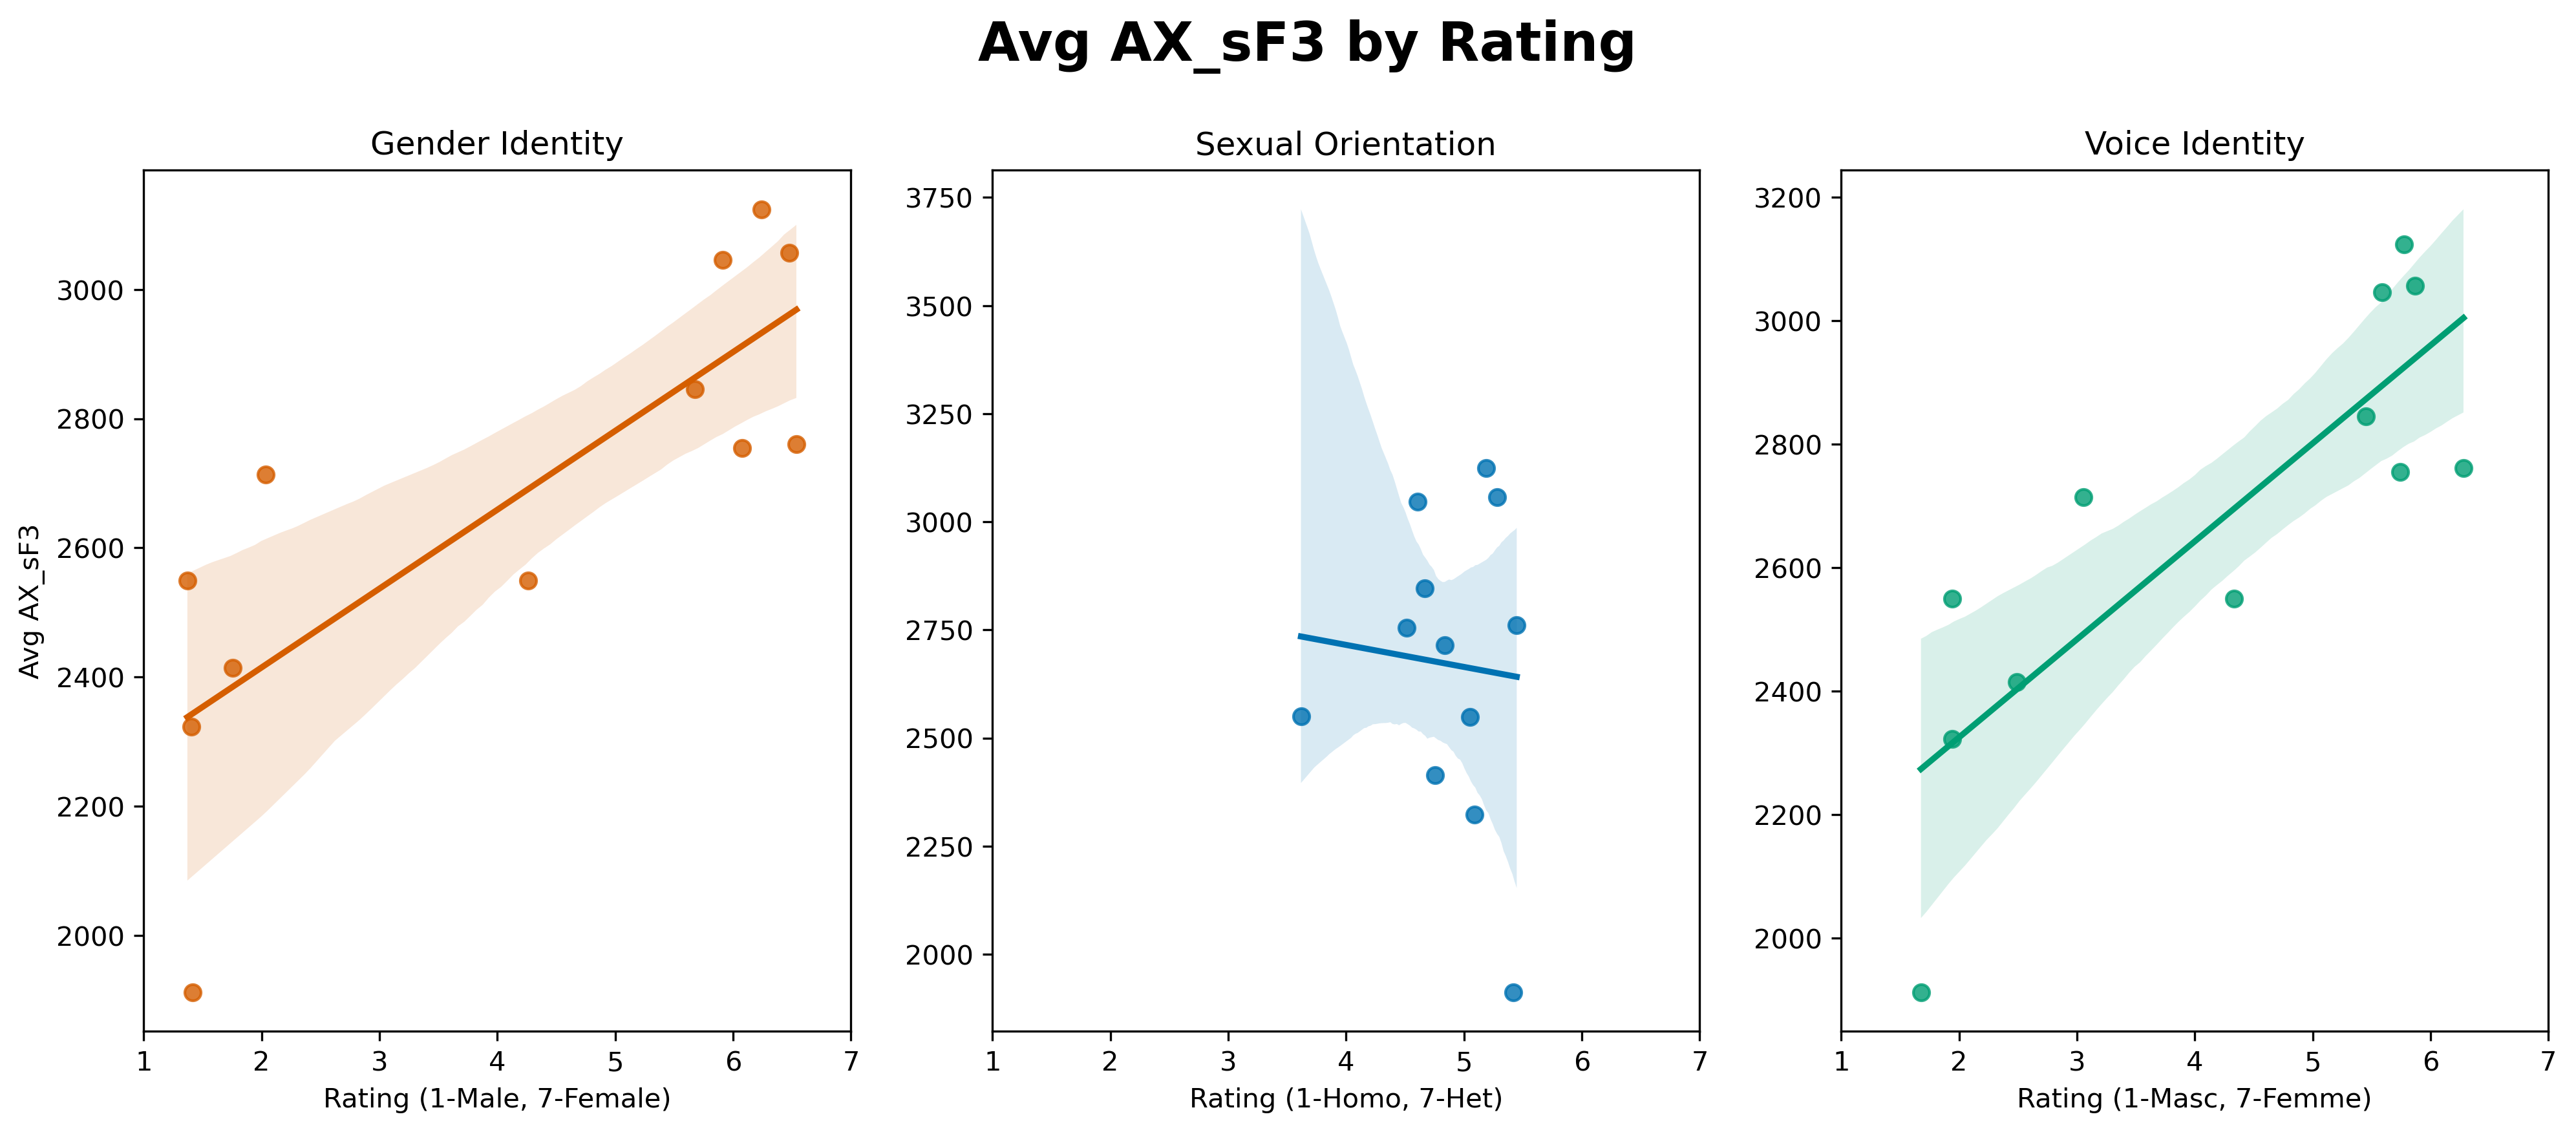 Avg AX_sF3 by Rating
Gender Identity
Avg AX_sF3
3000
2800
2600
2400
2200
2000
1 2 3 4 5 6 7
Rating (1-Male, 7-Female)
Sexual Orientation
3750
3500
3250
3000
2750
2500
2250
2000
1 2 3 4 5 6 7
Rating (1-Homo, 7-Het)
Voice Identity
3200
3000
2800
2600
2400
2200
2000
1 2 3 4 5 6 7
Rating (1-Masc, 7-Femme)